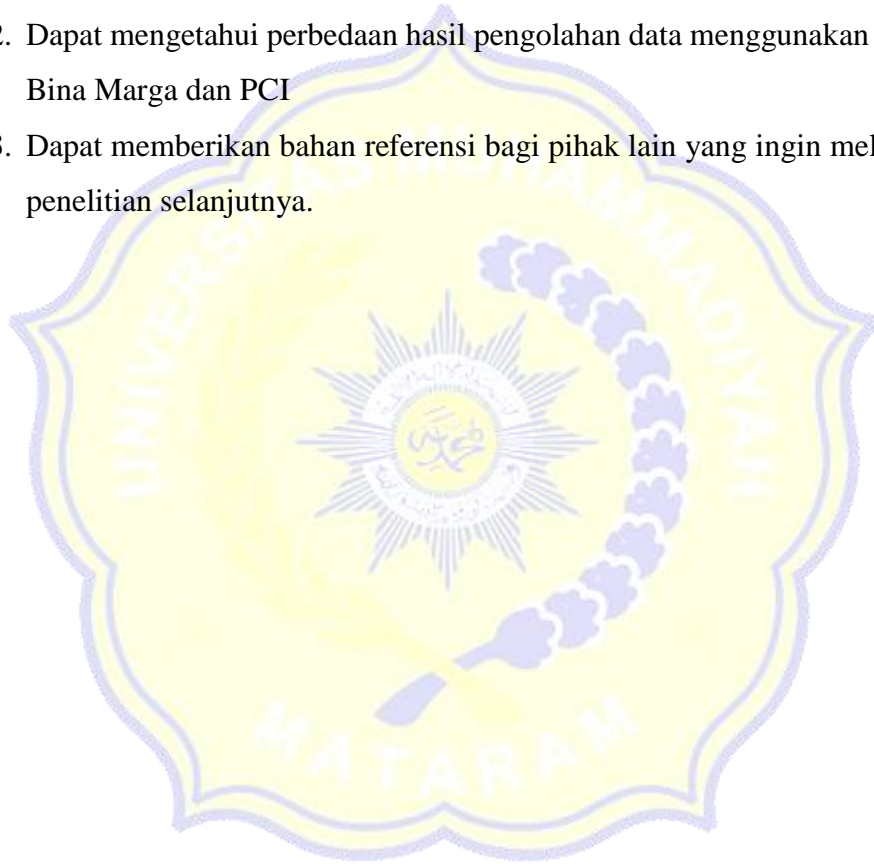 2. Dapat mengetahui perbedaan hasil pengolahan data menggunakan
Bina Marga dan PCI
3. Dapat memberikan bahan referensi bagi pihak lain yang ingin
penelitian selanjutnya.
UNIVERSITAS MUHAMMADIYAH
MATARAM